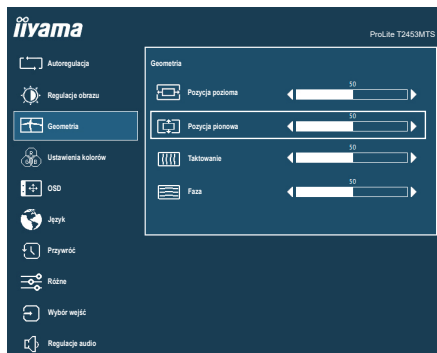 iiyama
ProLite T2453MTS
Autoregulacja
Regulacje obrazu
Geometria
Ustawienia kolorów
OSD
Język
Przywróć
Różne
Wybór wejść
Regulacje audio
Geometria
Pozycja pozioma
50
Pozycja pionowa
50
Taktowanie
50
Faza
50